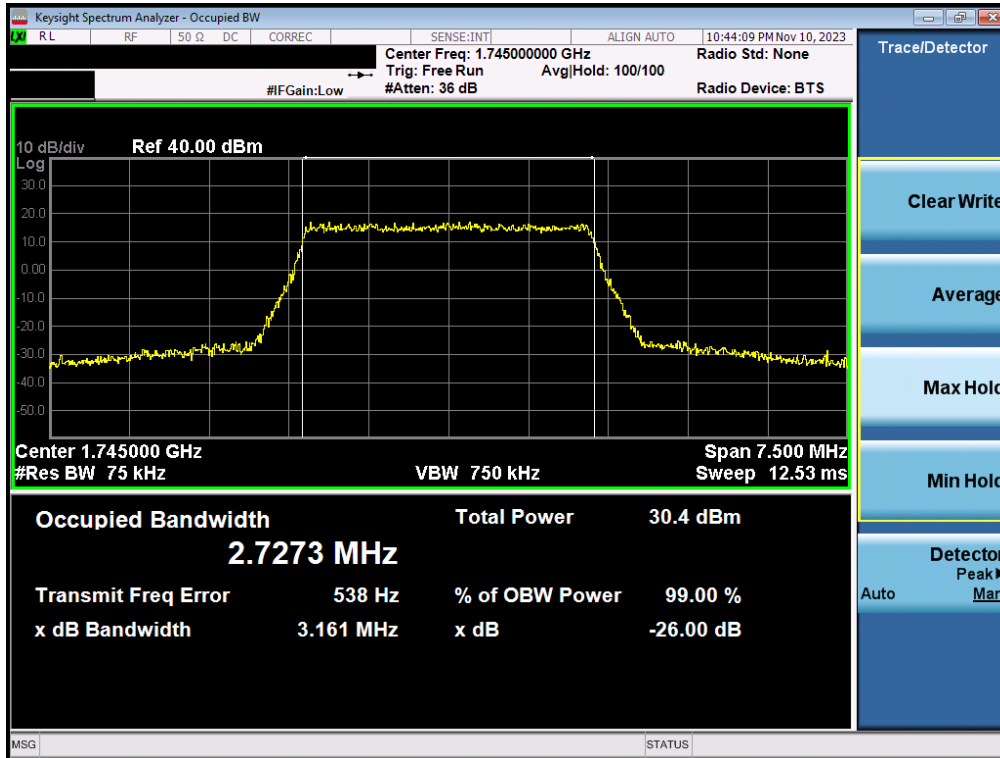 Keysight Spectrum Analyzer - Occupied BW
LXI RL RF 50 Ω DC CORREC SENSE:INT ALIGN AUTO 10:44:09 PM Nov 10, 2023
Center Freq: 1.745000000 GHz Radio Std: None
Trig: Free Run Avg|Hold: 100/100
#IFGain:Low #Atten: 36 dB Radio Device: BTS
Trace/Detector
10 dB/div Ref 40.00 dBm
Log
30.0
20.0
10.0
0.00
-10.0
-20.0
-30.0
-40.0
-50.0
Center 1.745000 GHz Span 7.500 MHz
#Res BW 75 kHz VBW 750 kHz Sweep 12.53 ms
Occupied Bandwidth Total Power 30.4 dBm
2.7273 MHz
Transmit Freq Error 538 Hz % of OBW Power 99.00 %
x dB Bandwidth 3.161 MHz x dB -26.00 dB
Clear Write
Average
Max Hold
Min Hold
Detector
Peak
Auto Man
MSG STATUS